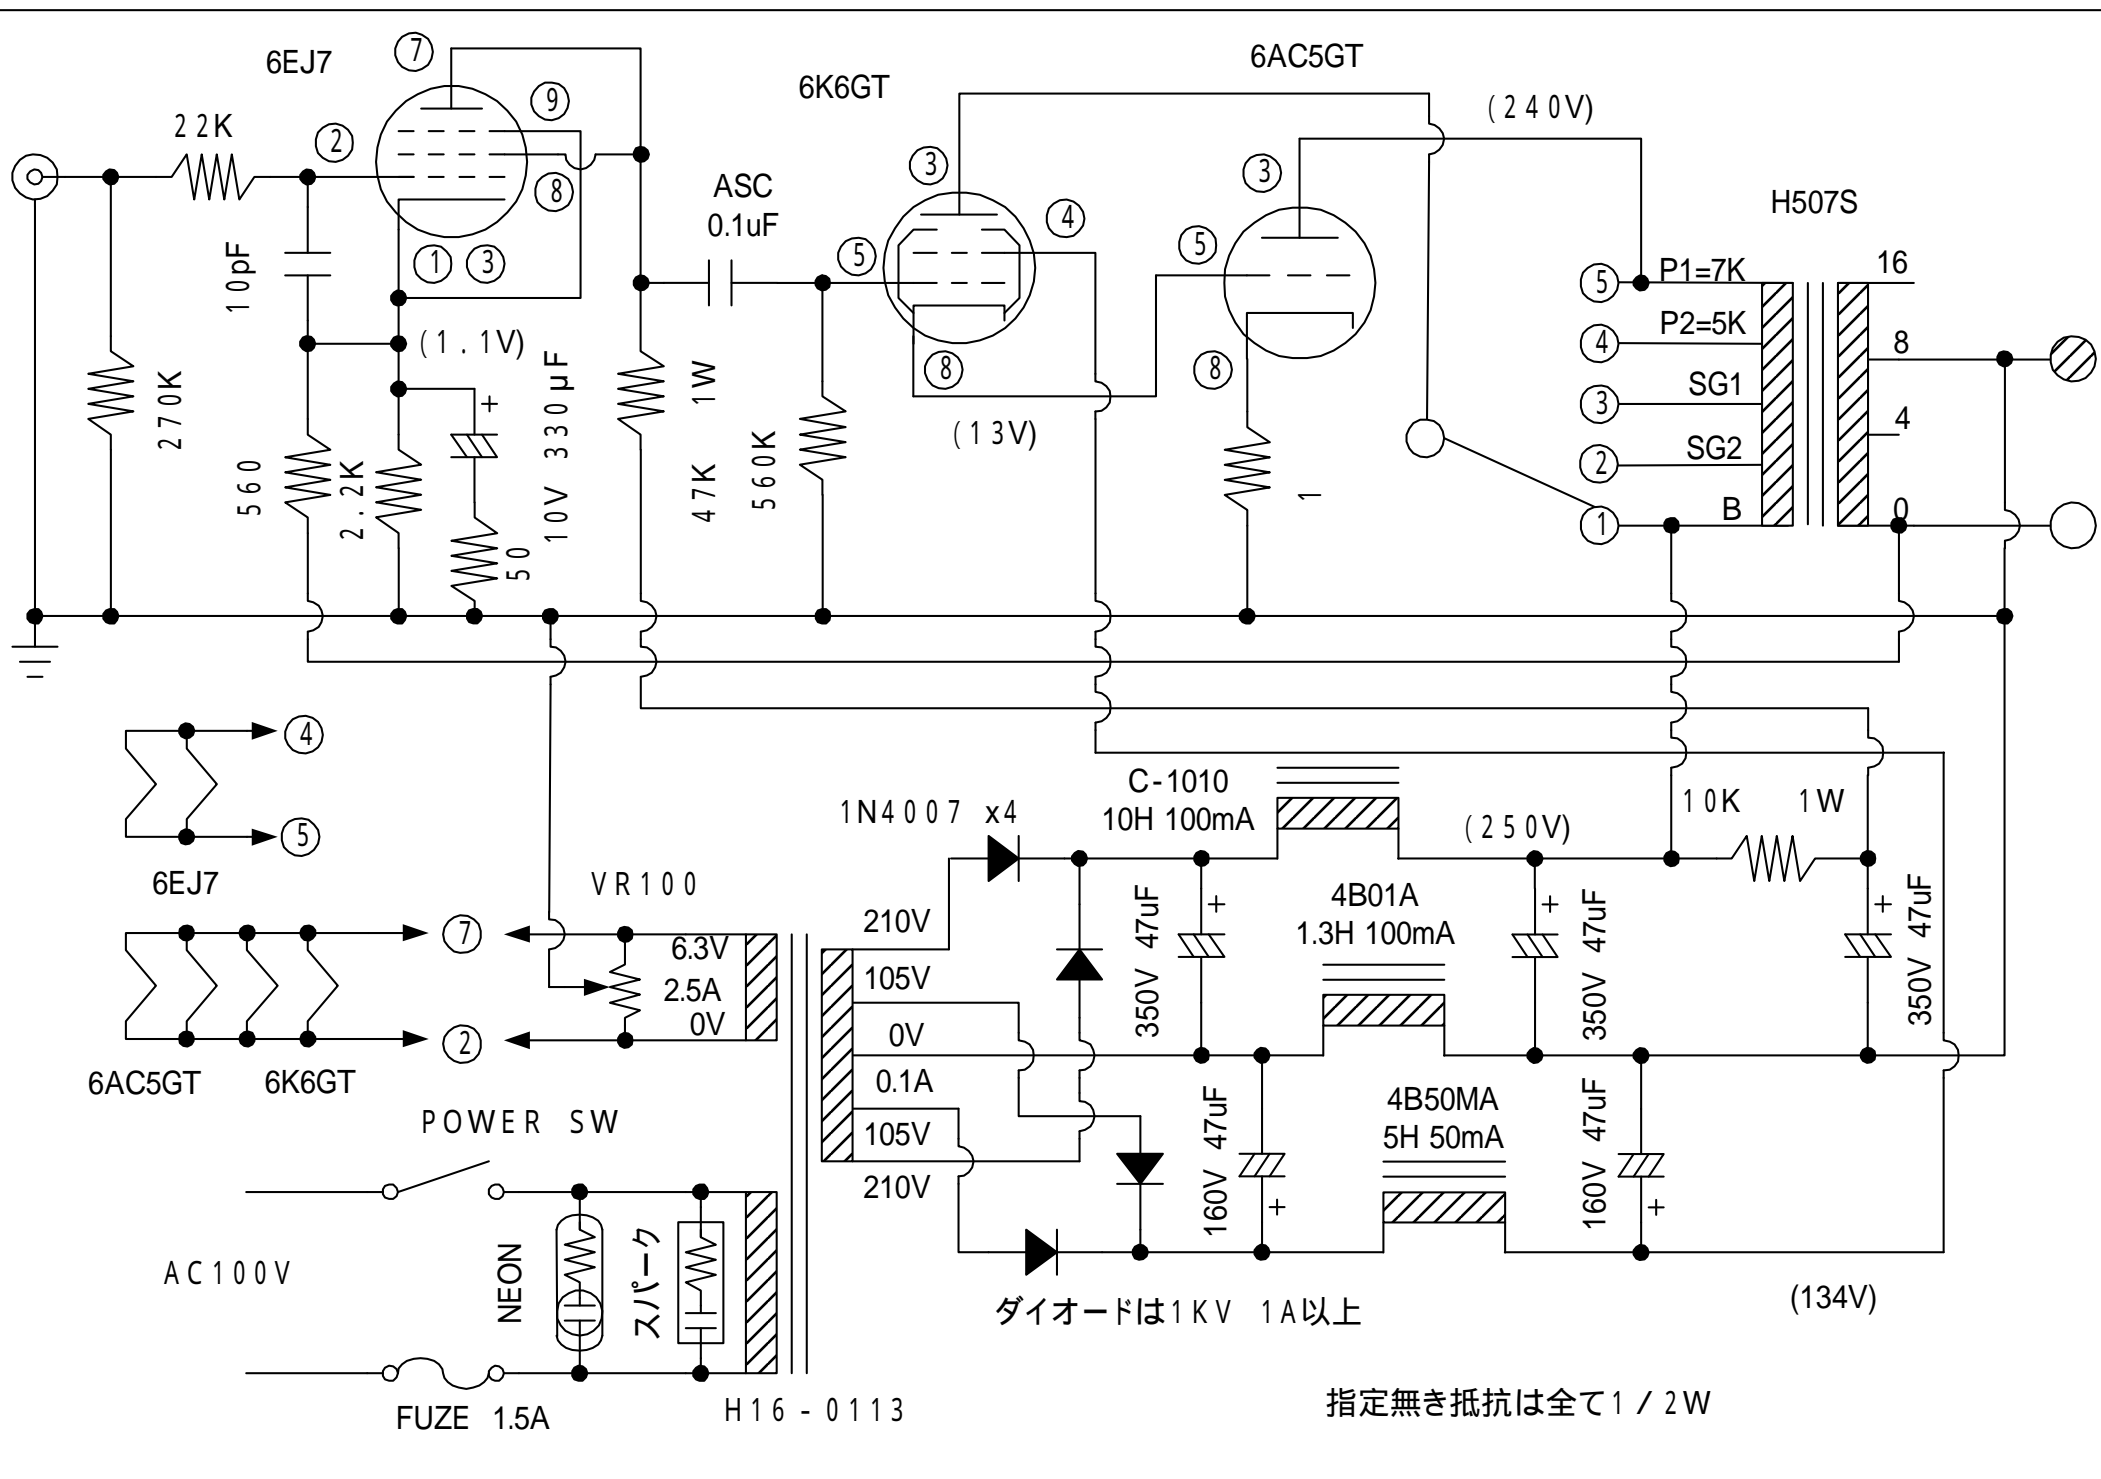 6EJ7
⑦
6AC5GT
6K6GT
⑨
(240V)
22K
②
⑧
ASC
0.1uF
③
④
③
⑤
⑤
H507S
10pF
① ③
P1=7K
16
⑤
(1.1V)
P2=5K
④
8
270K
10V 330μF
47K 1W
⑧
⑧
SG1
③
4
560
2.2K
50
560K
(13V)
1
SG2
②
B
①
0
④
⑤
6EJ7
1N4007 x4
C-1010
10H 100mA
(250V)
10K 1W
VR100
⑦
6.3V
2.5A
0V
②
210V
105V
0V
0.1A
105V
210V
350V 47uF
+
4B01A
1.3H 100mA
350V 47uF
+
350V 47uF
+
6AC5GT
6K6GT
POWER SW
160V 47uF
+
4B50MA
5H 50mA
160V 47uF
+
AC100V
NEON
スパーク
ダイオードは1KV 1A以上
(134V)
FUZE 1.5A
H16-0113
指定無き抵抗は全て1/2W
+